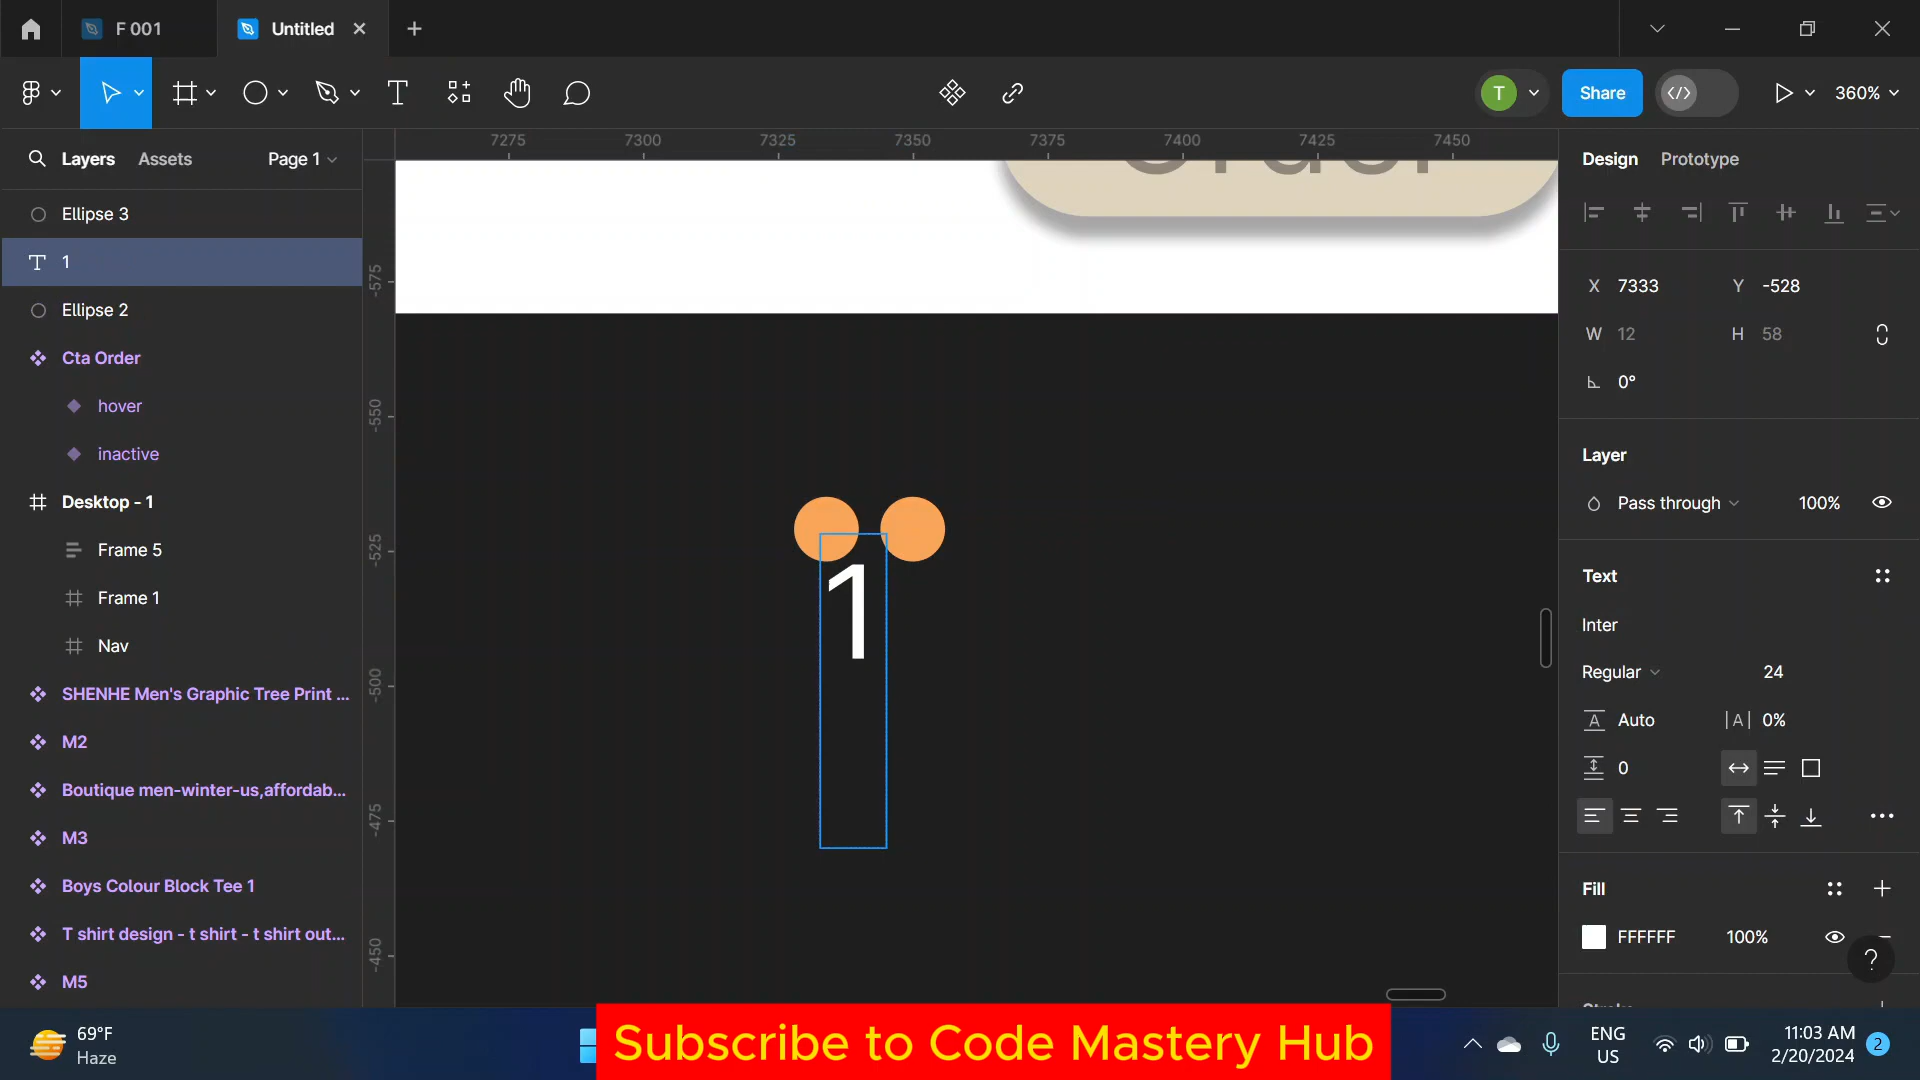 F 001
Untitled
T
Share
</>
360%
Layers
Assets
Page 1
7275
7300
7325
7350
7375
7400
7425
7450
Design
Prototype
Ellipse 3
1
Ellipse 2
Cta Order
hover
inactive
Desktop - 1
Frame 5
Frame 1
Nav
SHENHE Men's Graphic Tree Print ...
M2
Boutique men-winter-us,affordab...
M3
Boys Colour Block Tee 1
T shirt design - t shirt - t shirt out...
M5
-575
-550
-525
-500
-475
-450
Order
1
X 7333
Y -528
W 12
H 58
0°
Layer
Pass through
100%
Text
Inter
Regular
24
Auto
|A| 0%
0
Fill
FFFFFF
100%
?
69°F
Haze
Subscribe to Code Mastery Hub
ENG
US
11:03 AM
2/20/2024
2